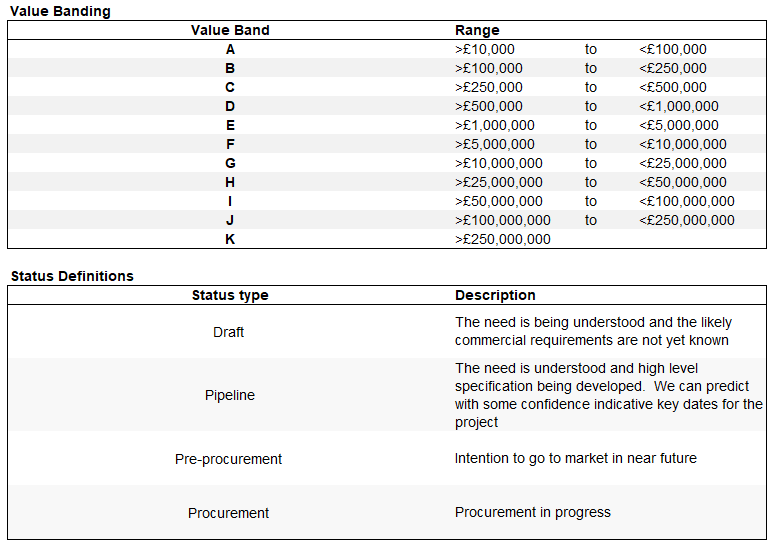 Value Banding
Value Band Range
A >£10,000 to <£100,000
B >£100,000 to <£250,000
C >£250,000 to <£500,000
D >£500,000 to <£1,000,000
E >£1,000,000 to <£5,000,000
F >£5,000,000 to <£10,000,000
G >£10,000,000 to <£25,000,000
H >£25,000,000 to <£50,000,000
I >£50,000,000 to <£100,000,000
J >£100,000,000 to <£250,000,000
K >£250,000,000
Status Definitions
Status type Description
Draft
The need is being understood and the likely
commercial requirements are not yet known
Pipeline
The need is understood and high level
specification being developed.  We can predict
with some confidence indicative key dates for the
project
Pre-procurement Intention to go to market in near future
Procurement Procurement in progress